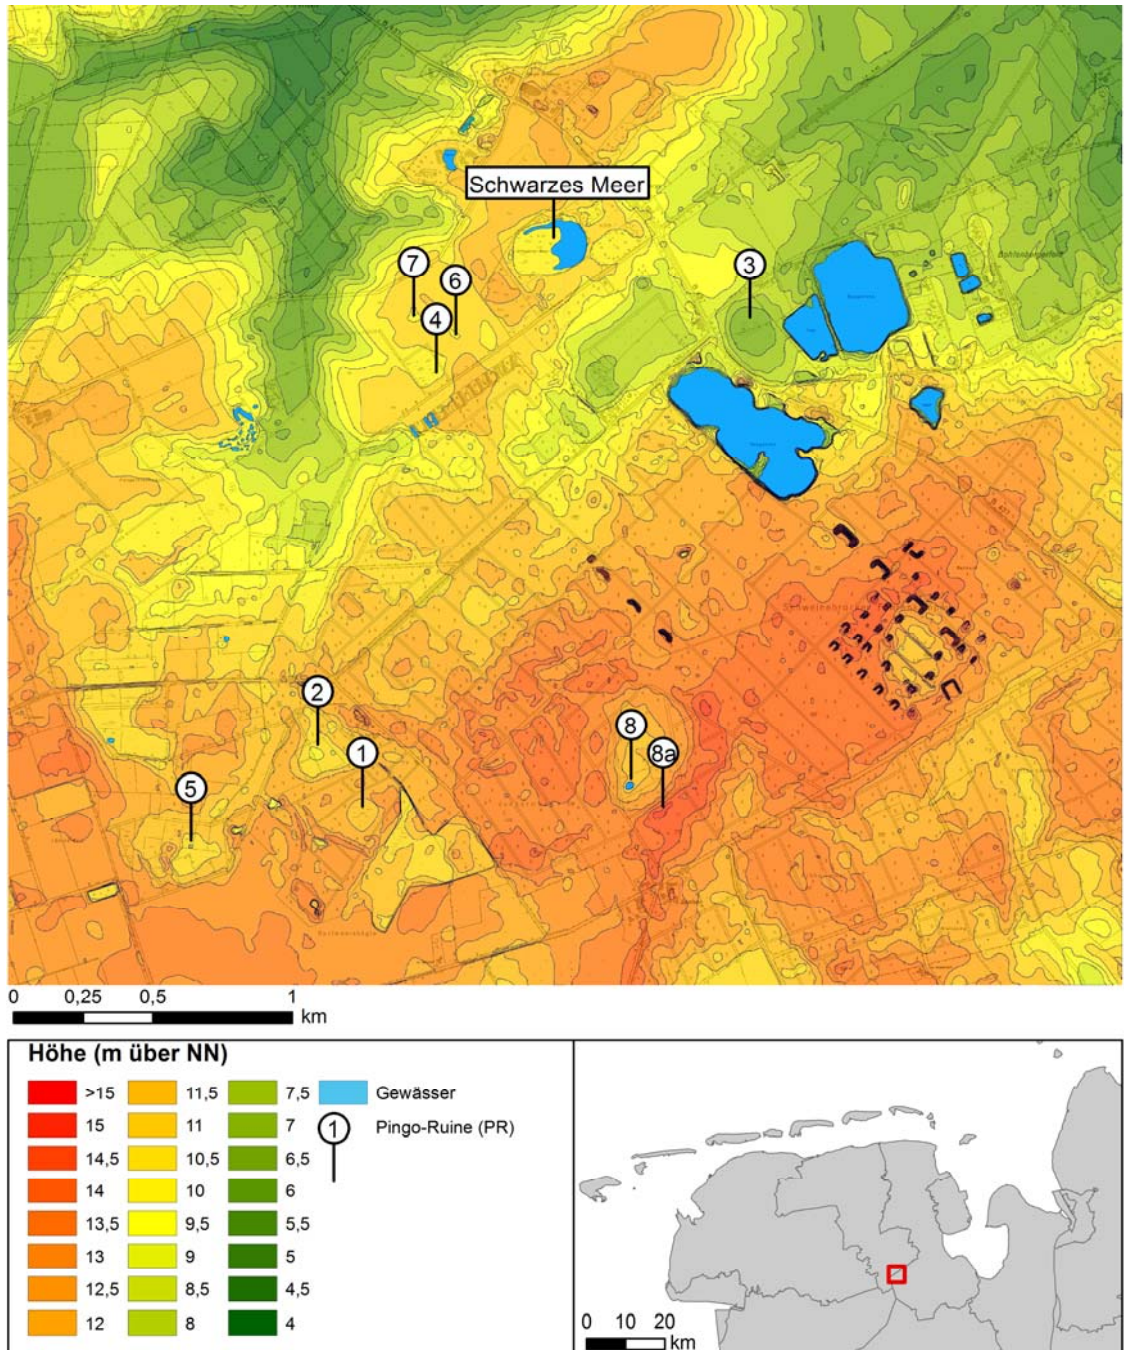 Schwarzes Meer
7
6
3
4
2
8
1
8a
5
0 0,25 0,5 1
km
Höhe (m über NN)
>15 11,5 7,5 Gewässer
15 11 7 1 Pingo-Ruine (PR)
14,5 10,5 6,5
14 10 6
13,5 9,5 5,5
13 9 5
12,5 8,5 4,5
12 8 4
0 10 20
km